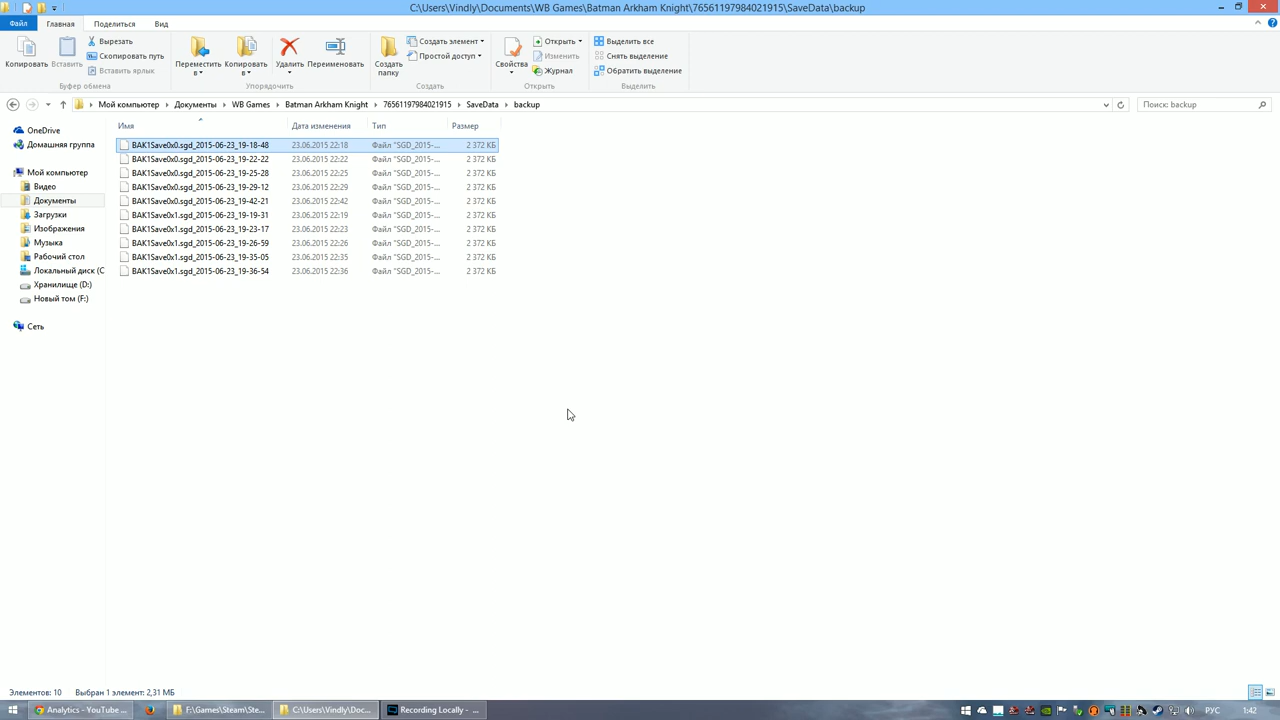 C:\Users\Vindly\Documents\WB Games\Batman Arkham Knight\76561197984021915\SaveData\backup
Файл Главная Поделиться Вид
Копировать
Вставить
Вырезать
Скопировать путь
Вставить ярлык
Буфер обмена
Переместить в
Копировать в
Удалить
Переименовать
Упорядочить
Создать папку
Создать элемент
Простой доступ
Создать
Свойства
Открыть
Изменить
Журнал
Открыть
Выделить все
Снять выделение
Обратить выделение
Выделить
Мой компьютер Документы WB Games Batman Arkham Knight 76561197984021915 SaveData backup
Поиск: backup
OneDrive
Домашняя группа
Мой компьютер
Видео
Документы
Загрузки
Изображения
Музыка
Рабочий стол
Локальный диск (C
Хранилище (D:)
Новый том (F:)
Сеть
Имя Дата изменения Тип Размер
BAK1Save0x0.sgd_2015-06-23_19-18-48 23.06.2015 22:18 Файл "SGD_2015-... 2 372 КБ
BAK1Save0x0.sgd_2015-06-23_19-22-22 23.06.2015 22:22 Файл "SGD_2015-... 2 372 КБ
BAK1Save0x0.sgd_2015-06-23_19-25-28 23.06.2015 22:25 Файл "SGD_2015-... 2 372 КБ
BAK1Save0x0.sgd_2015-06-23_19-29-12 23.06.2015 22:29 Файл "SGD_2015-... 2 372 КБ
BAK1Save0x0.sgd_2015-06-23_19-42-21 23.06.2015 22:42 Файл "SGD_2015-... 2 372 КБ
BAK1Save0x1.sgd_2015-06-23_19-19-31 23.06.2015 22:19 Файл "SGD_2015-... 2 372 КБ
BAK1Save0x1.sgd_2015-06-23_19-23-17 23.06.2015 22:23 Файл "SGD_2015-... 2 372 КБ
BAK1Save0x1.sgd_2015-06-23_19-26-59 23.06.2015 22:26 Файл "SGD_2015-... 2 372 КБ
BAK1Save0x1.sgd_2015-06-23_19-35-05 23.06.2015 22:35 Файл "SGD_2015-... 2 372 КБ
BAK1Save0x1.sgd_2015-06-23_19-36-54 23.06.2015 22:36 Файл "SGD_2015-... 2 372 КБ
Элементов: 10 Выбран 1 элемент: 2,31 МБ
Analytics - YouTube ... F:\Games\Steam\Ste... C:\Users\Vindly\Doc... Recording Locally - ... РУС 1:42